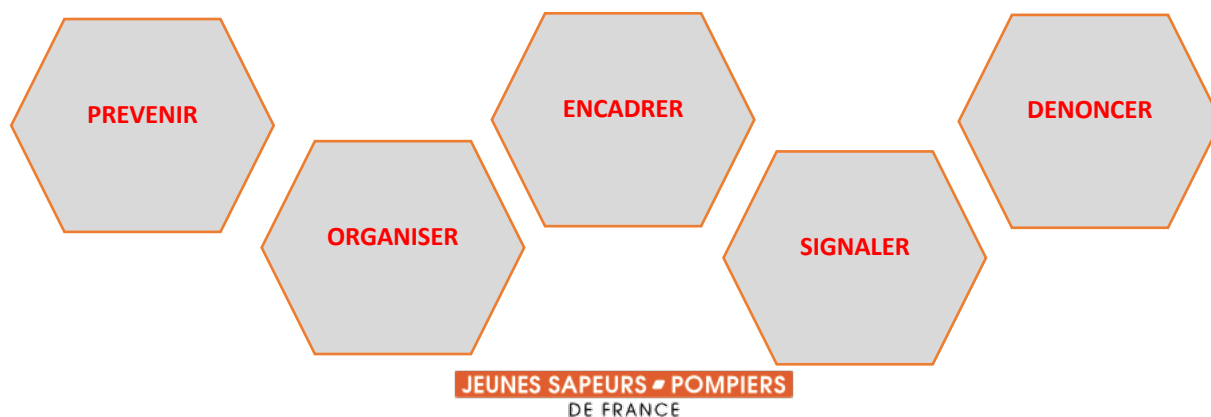 PREVENIR
ORGANISER
ENCADRER
SIGNALER
DENONCER
JEUNES SAPEURS - POMPIERS
DE FRANCE